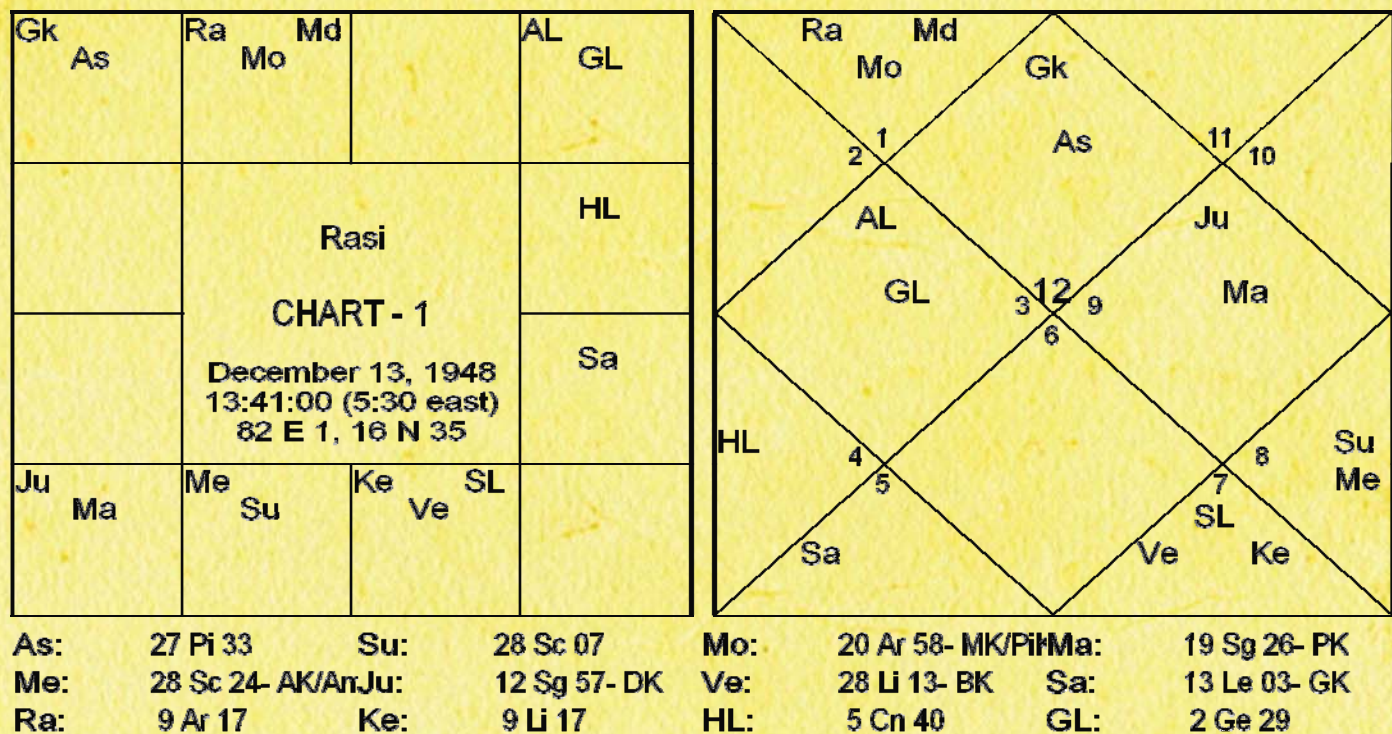 Gk Ra Md AL
As Mo GL
HL
Rasi
CHART - 1
Sa
December 13, 1948
13:41:00 (5:30 east)
82 E 1, 16 N 35
Ju Me Ke SL
Ma Su Ve
Ra Md
Mo Gk
1 11
2 As 10
AL Ju
GL 3 12 9 Ma
6
HL 4 8 Su
5 7 Me
SL
Sa Ve Ke
As: 27 Pi 33 Su: 28 Sc 07 Mo: 20 Ar 58- MK/PiK Ma: 19 Sg 26- PK
Me: 28 Sc 24- AK/Am Ju: 12 Sg 57- DK Ve: 28 Li 13- BK Sa: 13 Le 03- GK
Ra: 9 Ar 17 Ke: 9 Li 17 HL: 5 Cn 40 GL: 2 Ge 29